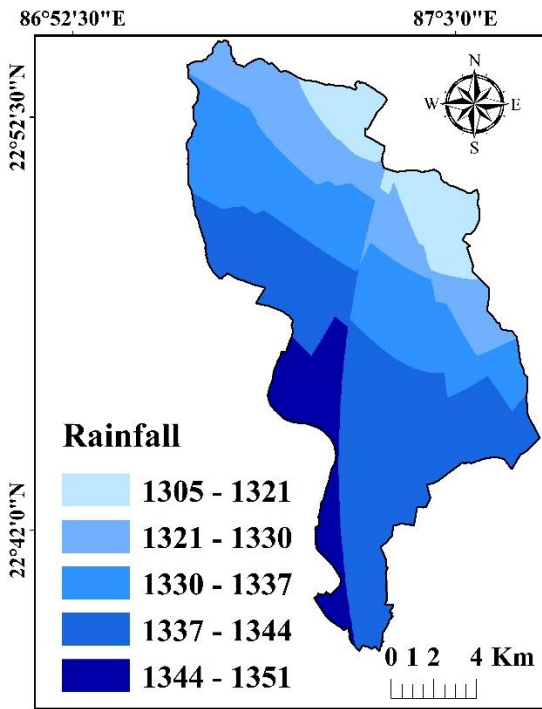 86°52'30"E 87°3'0"E
22°52'30"N
N
W E
S
22°42'0"N
Rainfall
1305 - 1321
1321 - 1330
1330 - 1337
1337 - 1344
1344 - 1351
0 1 2 4 Km